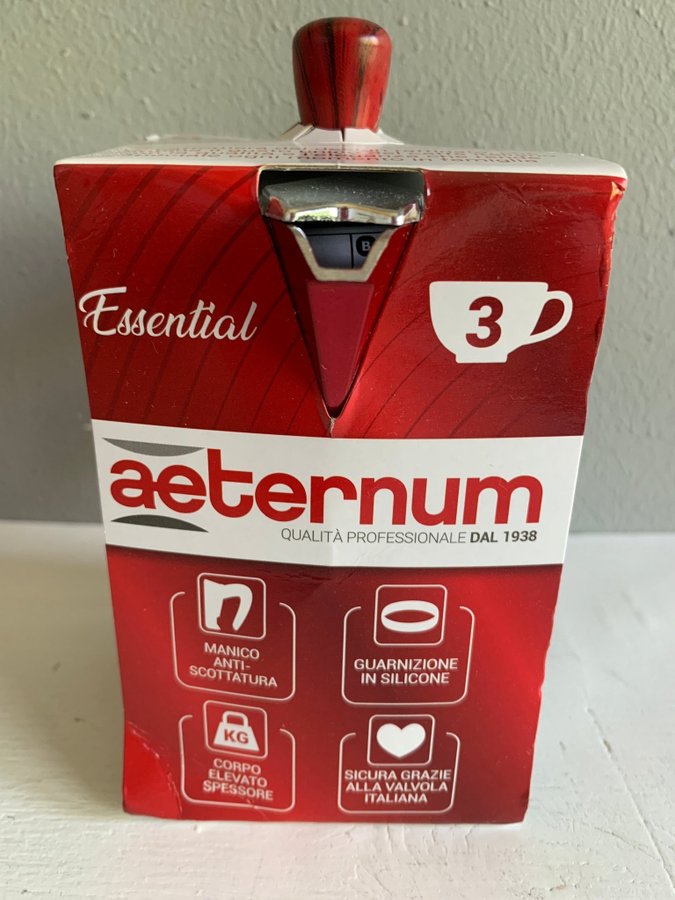 Essential
3
B
aeternum
QUALITÀ PROFESSIONALE DAL 1938
MANICO
ANTI-
SCOTTATURA
GUARNIZIONE
IN SILICONE
KG
CORPO
ELEVATO
SPESSORE
SICURA GRAZIE
ALLA VALVOLA
ITALIANA